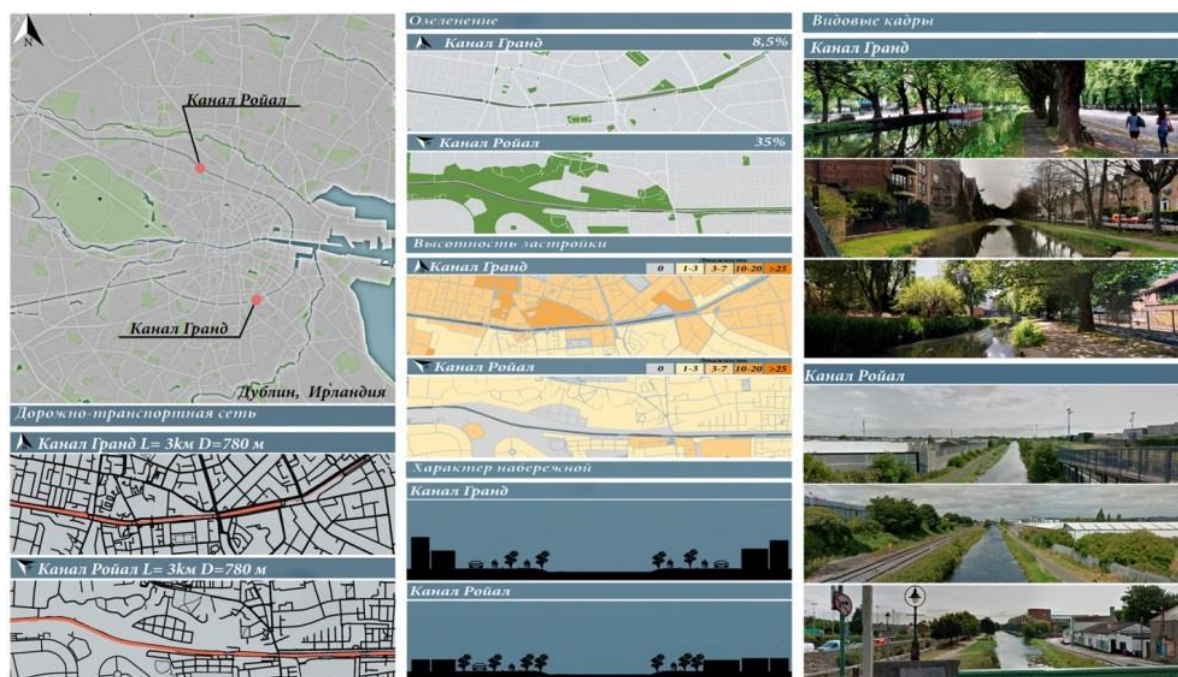 N
Канал Ройал
Канал Гранд
Дублин, Ирландия
Дорожно-транспортная сеть
Канал Гранд L= 3км D=780 м
Канал Ройал L= 3км D=780 м
Озеленение
Канал Гранд 8,5%
Канал Ройал 35%
Высотность застройки
Канал Гранд
0 1-3 3-7 10-20 >25
Канал Ройал
0 1-3 3-7 10-20 >25
Характер набережной
Канал Гранд
Канал Ройал
Видовые кадры
Канал Гранд
Канал Ройал